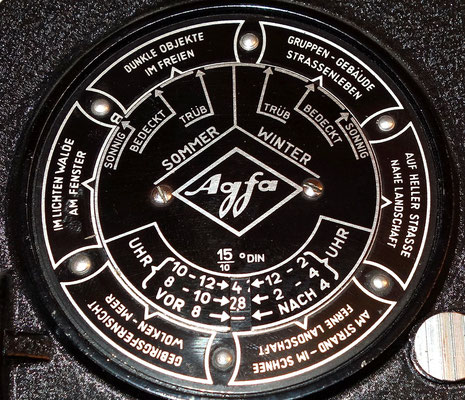 DUNKLE OBJEKTE
IM FREIEN
GRUPPEN-GEBÄUDE
STRASSENLEBEN
AUF HELLER STRASSE
NAHE LANDSCHAFT
AM STRAND-IM SCHNEE
FERNE LANDSCHAFT
GEBIRGSFERNSICHT
WOLKEN-MEER
IM LICHTEN WALDE
AM FENSTER
B
SONNIG
BEDECKT
TRÜB
TRÜB
BEDECKT
SONNIG
SOMMER
WINTER
Agfa
15/10 °DIN
UHR
10-12 4 12-2
8-10 28 2-4
VOR 8 NACH 4
UHR